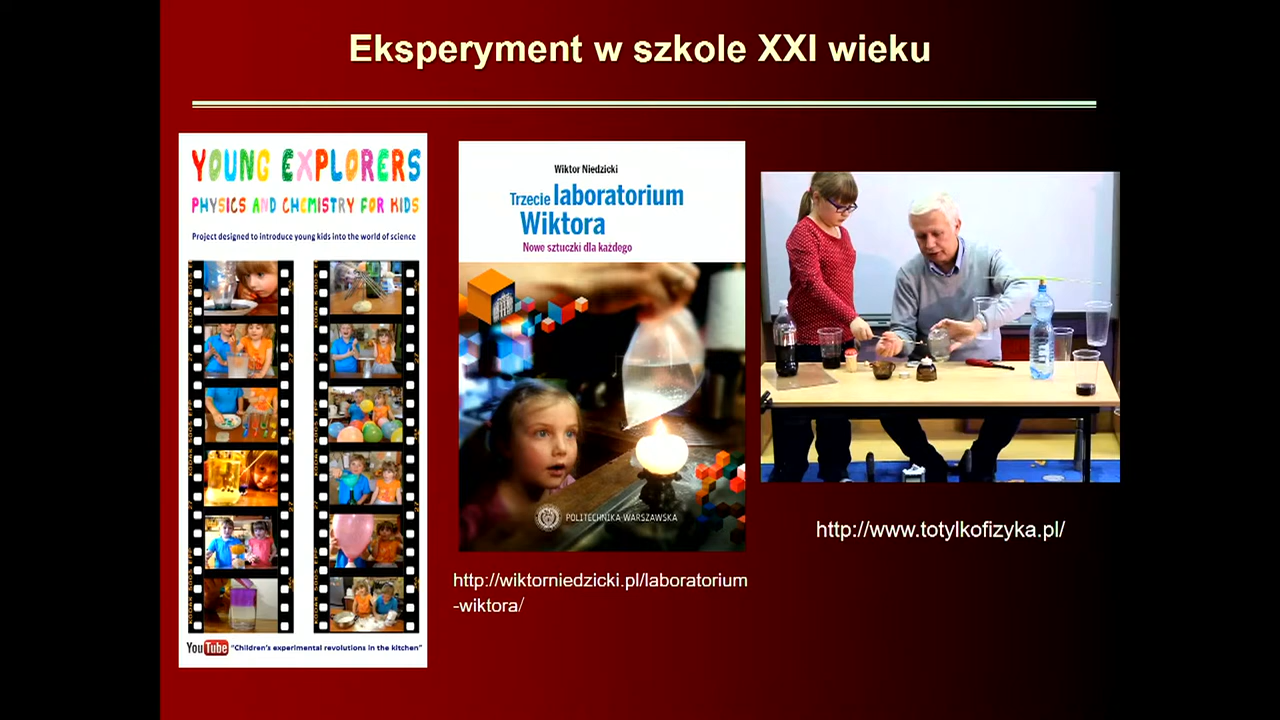 Eksperyment w szkole XXI wieku
YOUNG EXPLORERS
PHYSICS AND CHEMISTRY FOR KIDS
Project designed to introduce young kids into the world of science
YouTube "Children's experimental revolutions in the kitchen"
Wiktor Niedzicki
Trzecie laboratorium
Wiktora
Nowe sztuczki dla każdego
POLITECHNIKA WARSZAWSKA
http://wiktorniedzicki.pl/laboratorium
-wiktora/
http://www.totylkofizyka.pl/